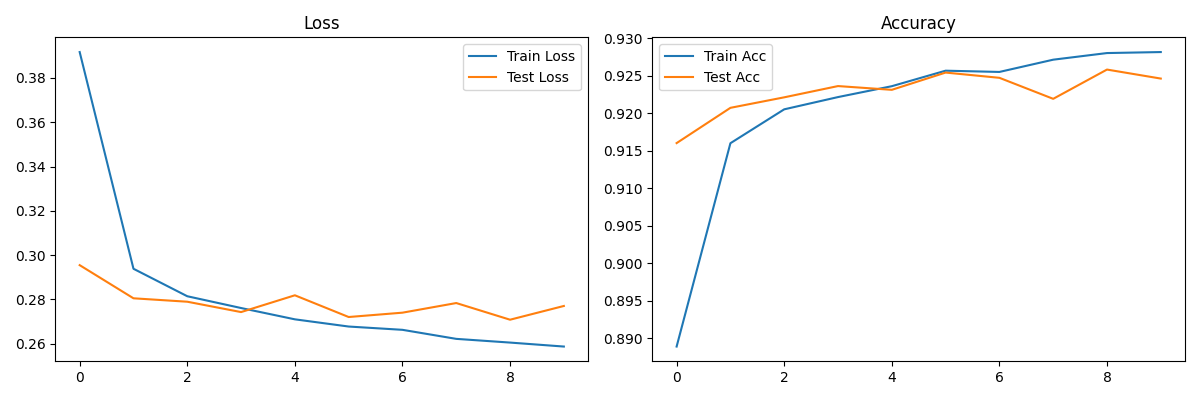 Loss
Train Loss
Test Loss
0.38
0.36
0.34
0.32
0.30
0.28
0.26
0 2 4 6 8
Accuracy
Train Acc
Test Acc
0.930
0.925
0.920
0.915
0.910
0.905
0.900
0.895
0.890
0 2 4 6 8